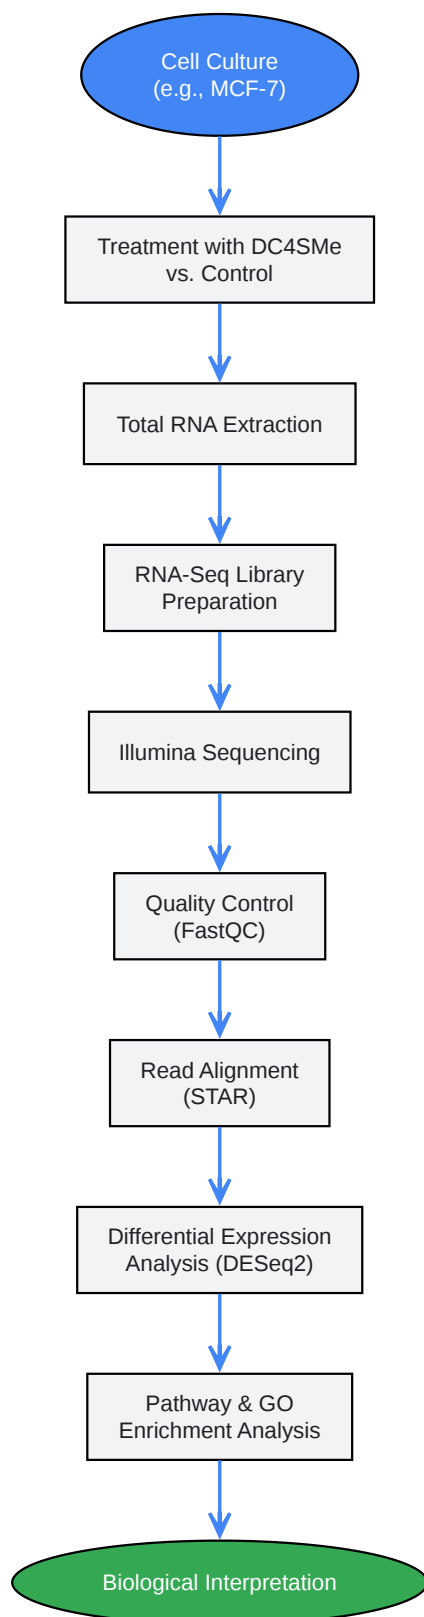 Cell Culture
(e.g., MCF-7)
Treatment with DC4SMe
vs. Control
Total RNA Extraction
RNA-Seq Library
Preparation
Illumina Sequencing
Quality Control
(FastQC)
Read Alignment
(STAR)
Differential Expression
Analysis (DESeq2)
Pathway & GO
Enrichment Analysis
Biological Interpretation